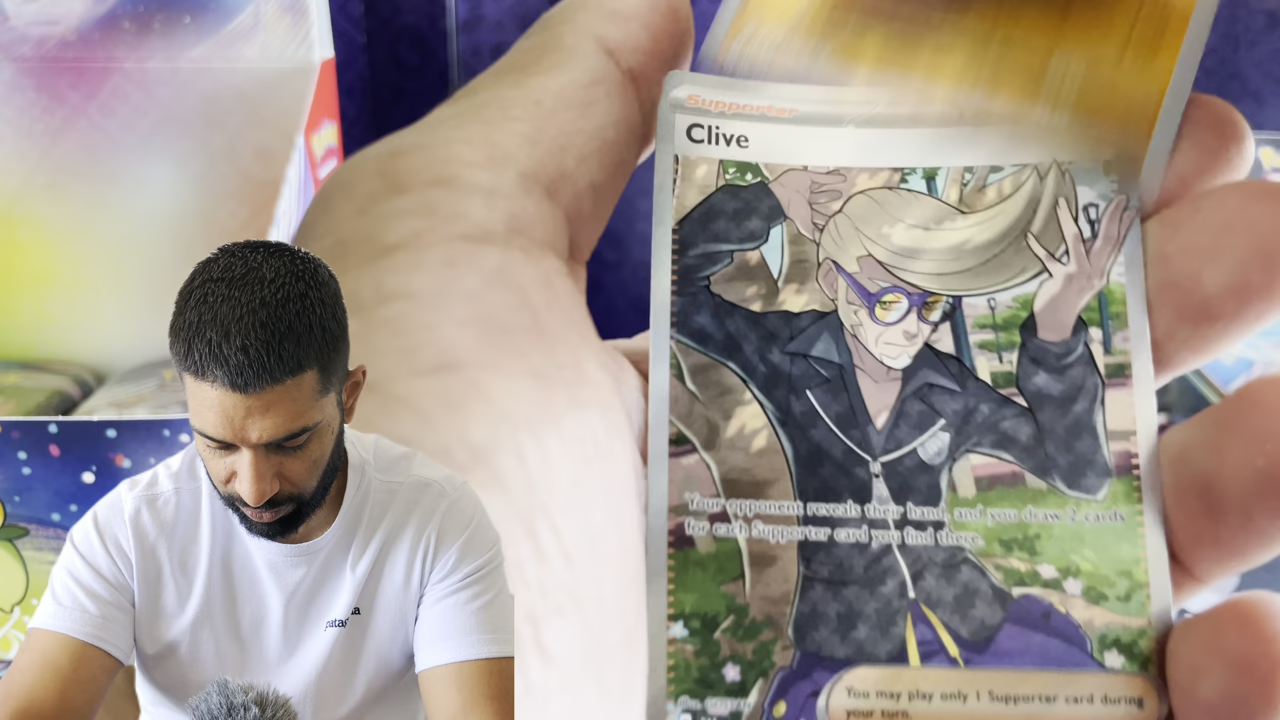 Supporter
Clive
Your opponent reveals their hand, and you draw 2 cards
for each Supporter card you find there.
You may play only 1 Supporter card during
your turn.